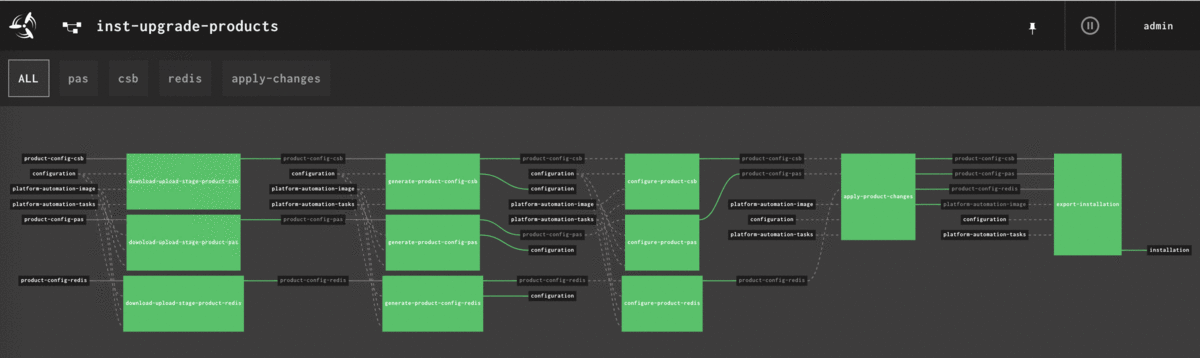 inst-upgrade-products
admin
ALL
pas
csb
redis
apply-changes
product-config-csb
configuration
platform-automation-image
platform-automation-tasks
product-config-pas
product-config-redis
download-upload-stage-product-csb
download-upload-stage-product-pas
download-upload-stage-product-redis
product-config-csb
configuration
platform-automation-image
platform-automation-tasks
product-config-pas
product-config-redis
generate-product-config-csb
generate-product-config-pas
generate-product-config-redis
product-config-csb
configuration
configuration
platform-automation-image
platform-automation-tasks
product-config-pas
configuration
product-config-redis
configuration
configure-product-csb
configure-product-pas
configure-product-redis
product-config-csb
product-config-pas
platform-automation-image
configuration
platform-automation-tasks
product-config-redis
apply-product-changes
product-config-csb
product-config-pas
product-config-redis
platform-automation-image
configuration
platform-automation-tasks
export-installation
installation